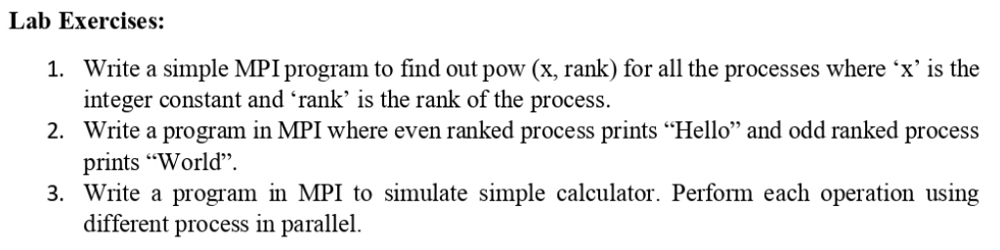 Lab Exercises:
1. Write a simple MPI program to find out pow (x, rank) for all the processes where ‘x’ is the
integer constant and ‘rank’ is the rank of the process.
2. Write a program in MPI where even ranked process prints “Hello” and odd ranked process
prints “World”.
3. Write a program in MPI to simulate simple calculator. Perform each operation using
different process in parallel.